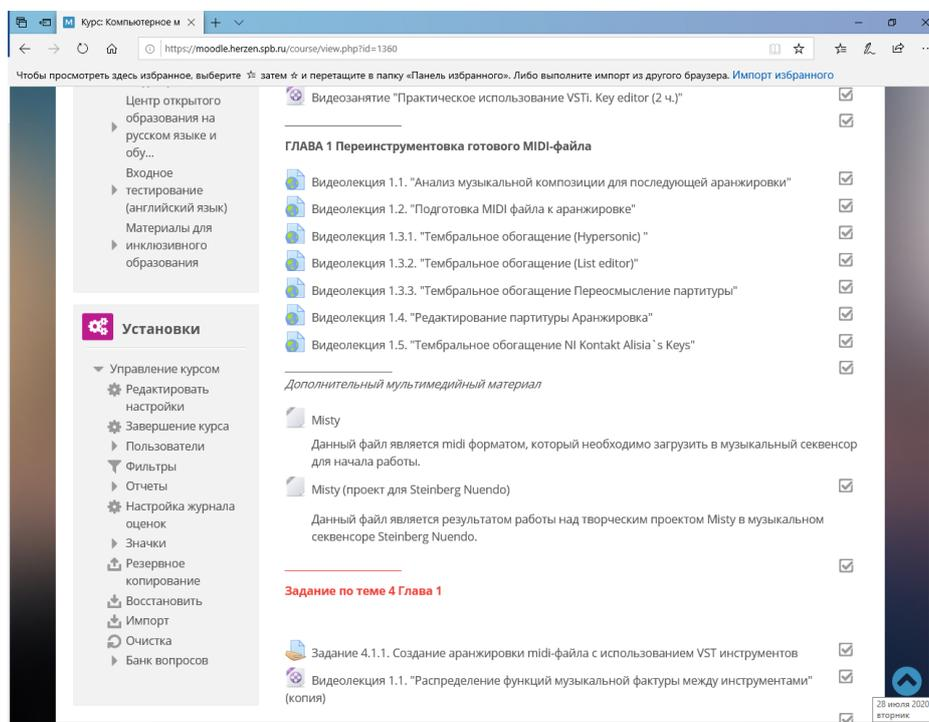 Курс: Компьютерное м
https://moodle.herzen.spb.ru/course/view.php?id=1360
Чтобы просмотреть здесь избранное, выберите затем и перетащите в папку «Панель избранного». Либо выполните импорт из другого браузера. Импорт избранного
Центр открытого
образования на
русском языке и
обу...
Входное
тестирование
(английский язык)
Материалы для
инклюзивного
образования
Установки
Управление курсом
Редактировать
настройки
Завершение курса
Пользователи
Фильтры
Отчеты
Настройка журнала
оценок
Значки
Резервное
копирование
Восстановить
Импорт
Очистка
Банк вопросов
Видеозанятие "Практическое использование VSTi. Key editor (2 ч.)"
ГЛАВА 1 Переинструментовка готового MIDI-файла
Видеолекция 1.1. "Анализ музыкальной композиции для последующей аранжировки"
Видеолекция 1.2. "Подготовка MIDI файла к аранжировке"
Видеолекция 1.3.1. "Тембральное обогащение (Hypersonic) "
Видеолекция 1.3.2. "Тембральное обогащение (List editor)"
Видеолекция 1.3.3. "Тембральное обогащение Переосмысление партитуры"
Видеолекция 1.4. "Редактирование партитуры Аранжировка"
Видеолекция 1.5. "Тембральное обогащение NI Kontakt Alisia`s Keys"
Дополнительный мультимедийный материал
Misty
Данный файл является midi форматом, который необходимо загрузить в музыкальный секвенсор
для начала работы.
Misty (проект для Steinberg Nuendo)
Данный файл является результатом работы над творческим проектом Misty в музыкальном
секвенсоре Steinberg Nuendo.
Задание по теме 4 Глава 1
Задание 4.1.1. Создание аранжировки midi-файла с использованием VST инструментов
Видеолекция 1.1. "Распределение функций музыкальной фактуры между инструментами"
(копия)
28 июля 2020
вторник